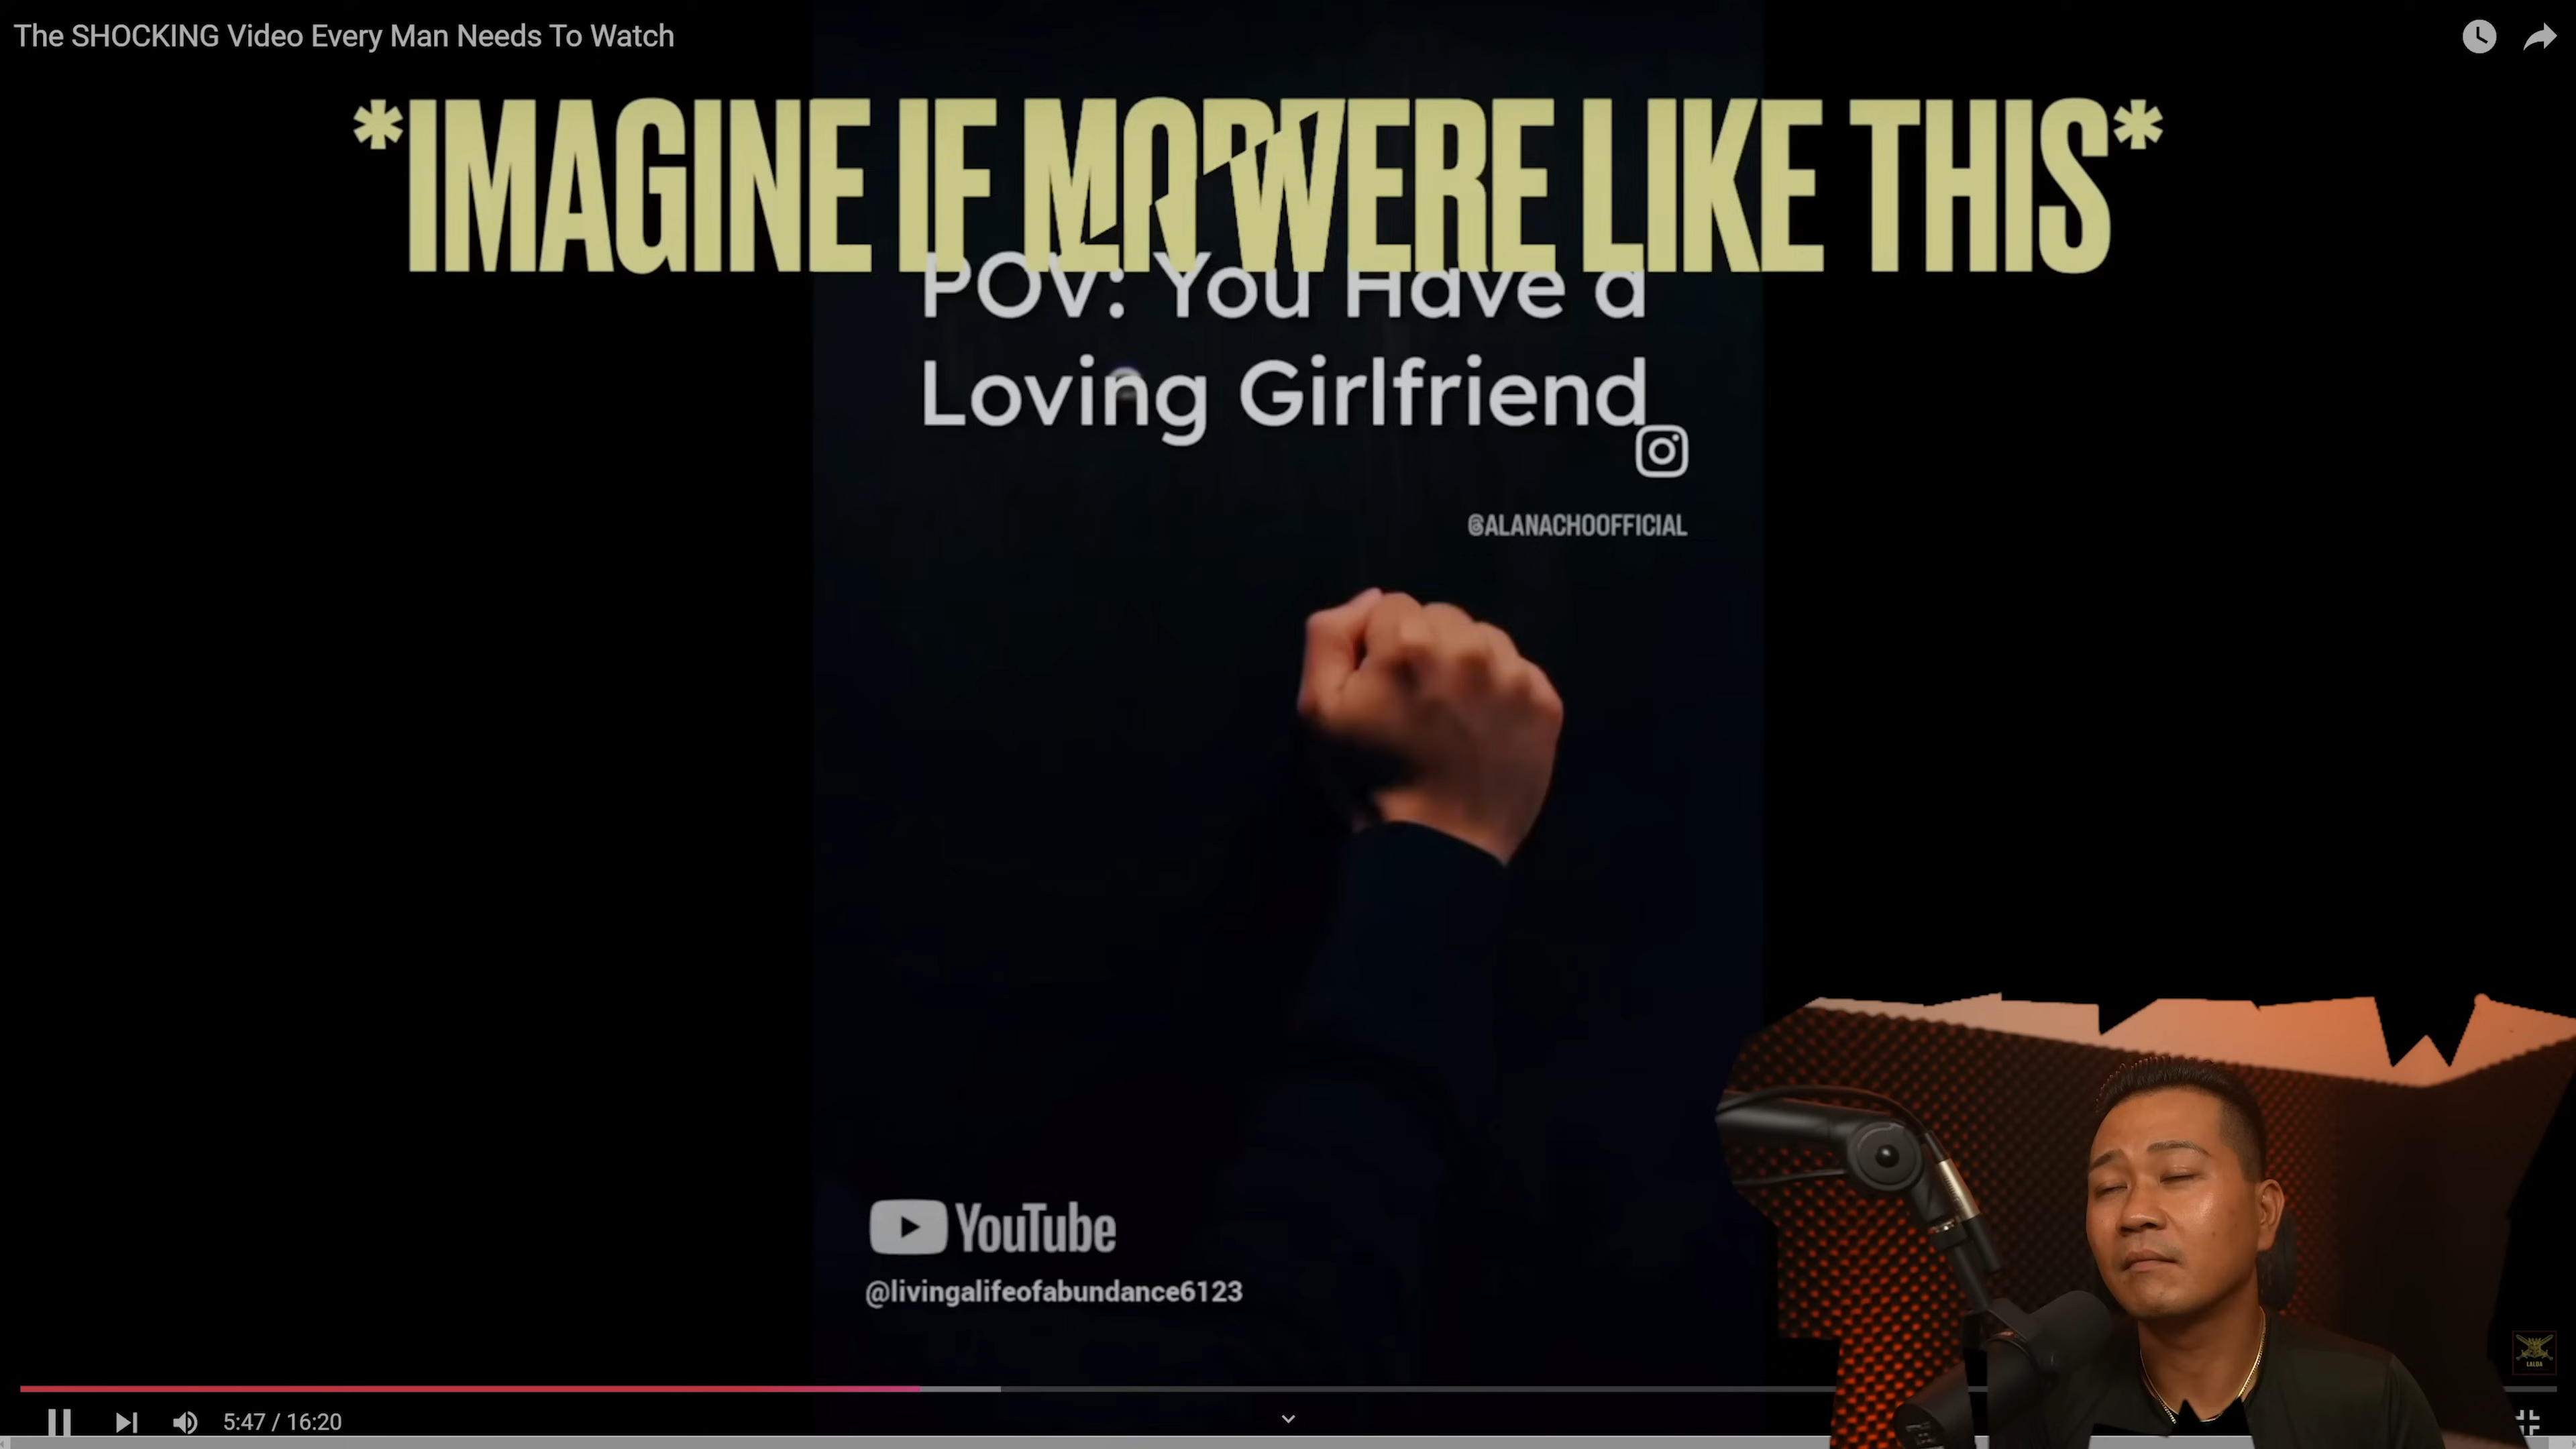 The SHOCKING Video Every Man Needs To Watch
*IMAGINE IF WERE LIKE THIS*
POV: You Have a
Loving Girlfriend
@ALANACHOOFFICIAL
YouTube
@livingalifeofabundance6123
LALDA
5:47 / 16:20